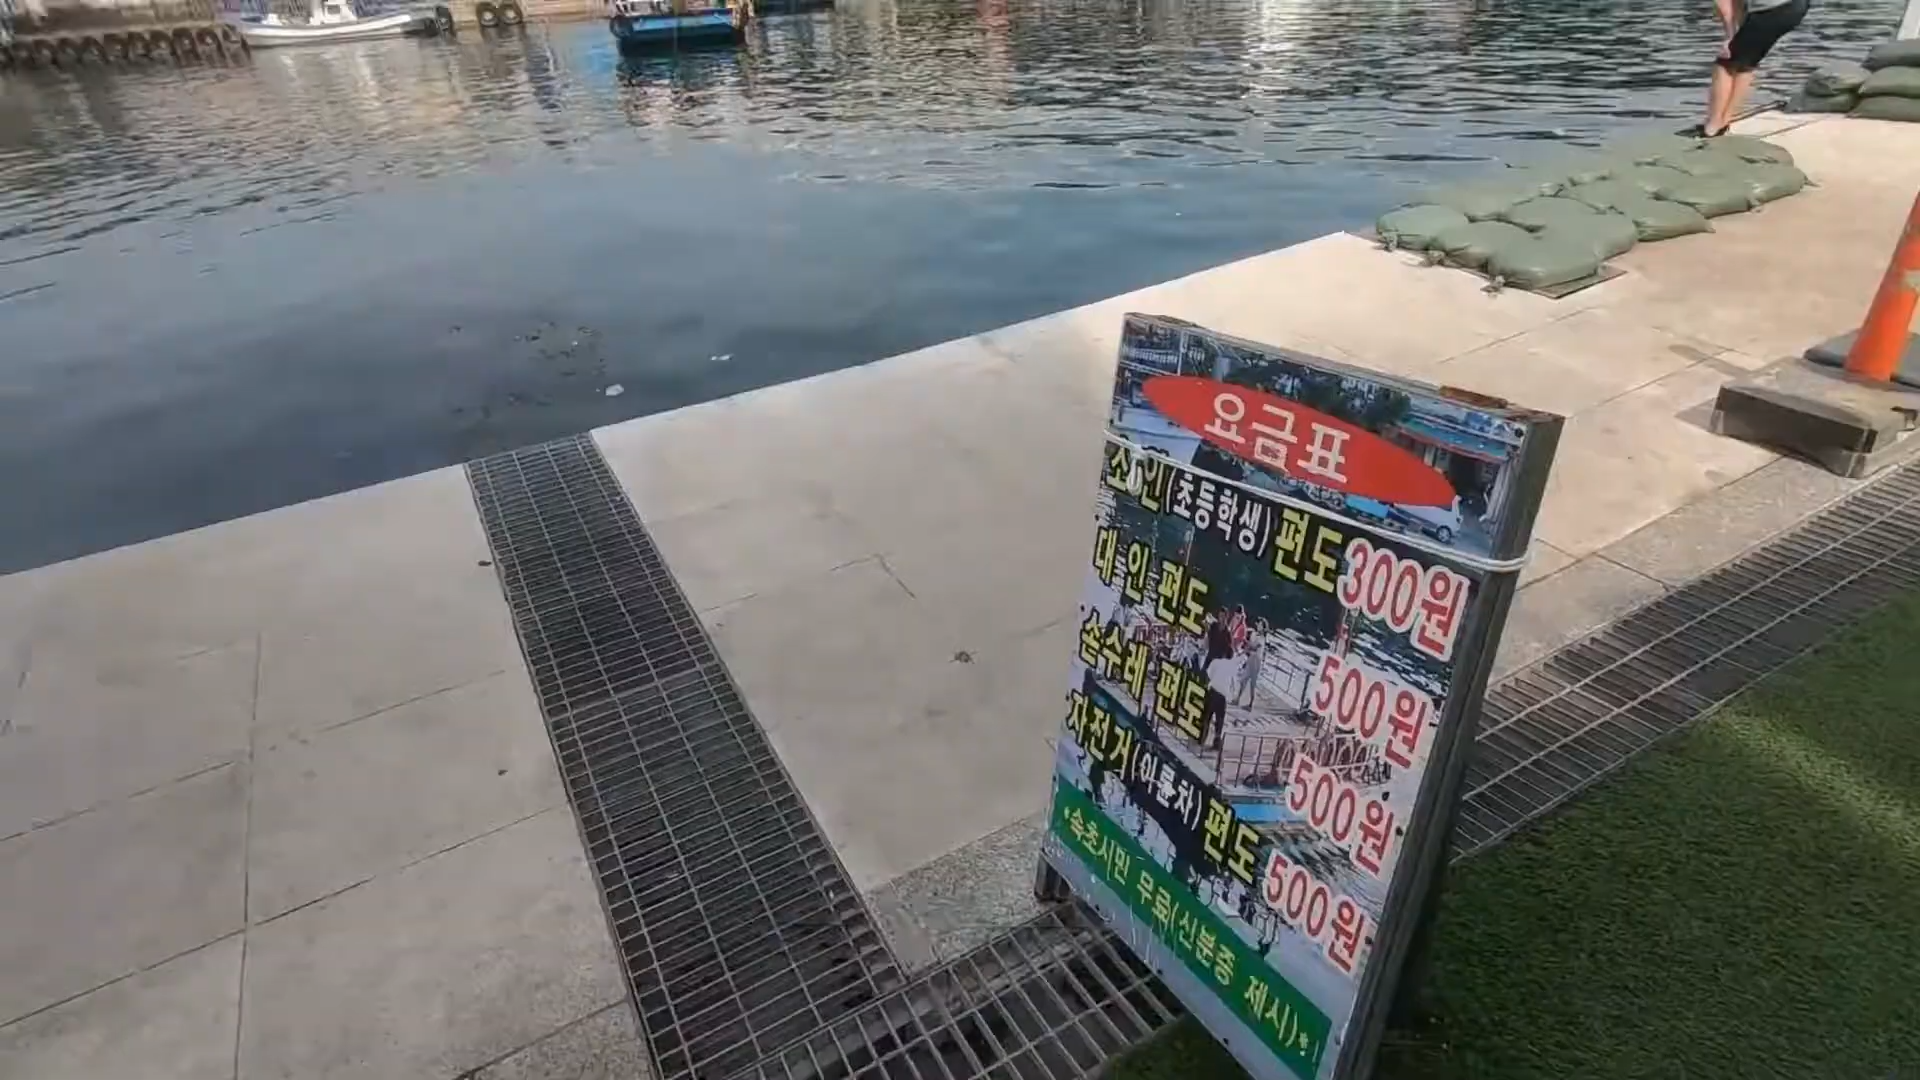 요금표
소인(초등학생) 편도 300원
대인 편도 500원
손수레 편도 500원
자전거(이륜차) 편도 500원
*속초시민 무료(신분증 제시)*